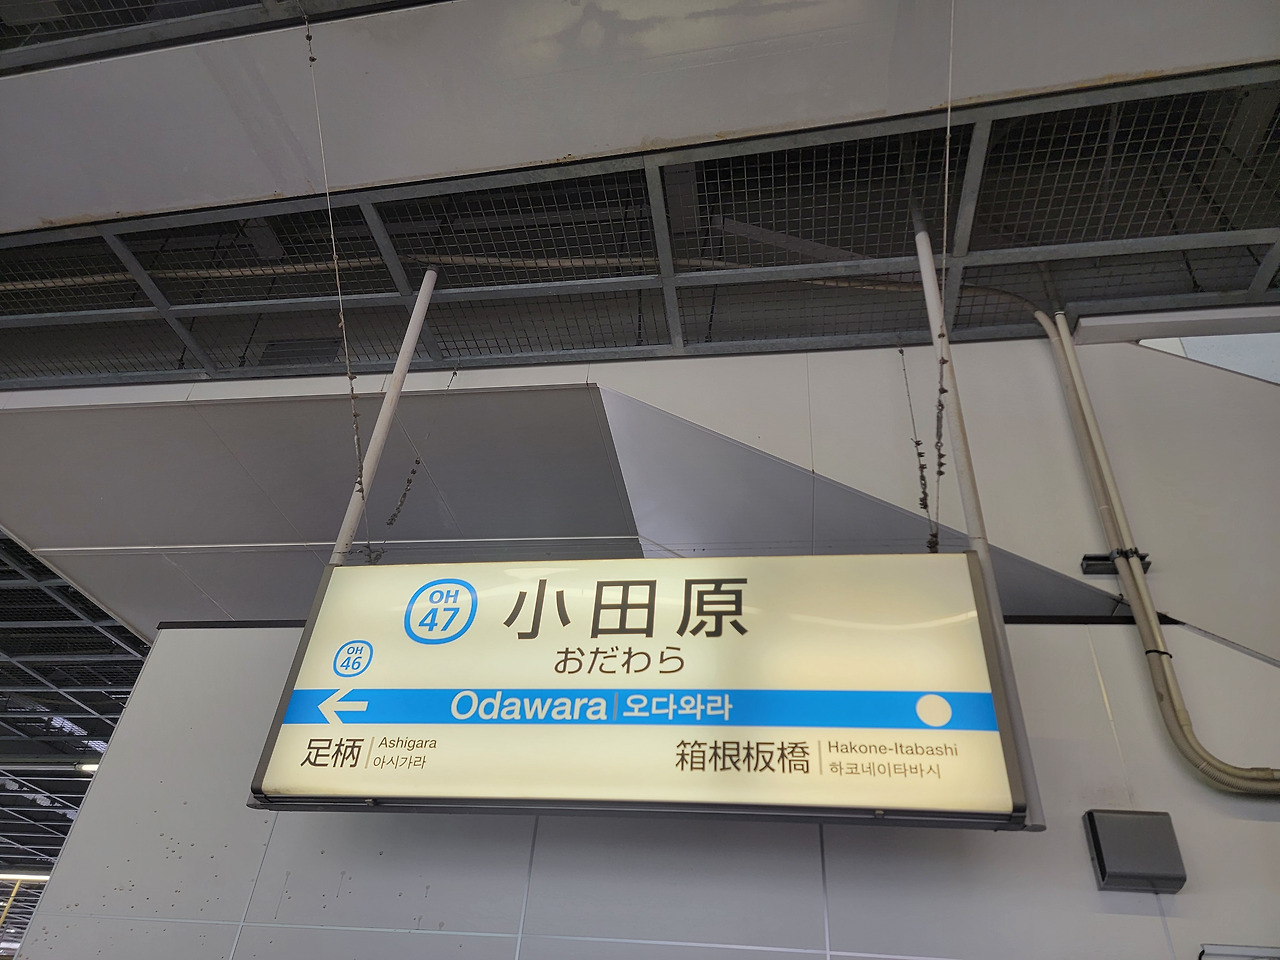 OH
47
小田原
おだわら
OH
46
Odawara 오다와라
足柄 Ashigara
아시가라
箱根板橋 Hakone-Itabashi
하코네이타바시